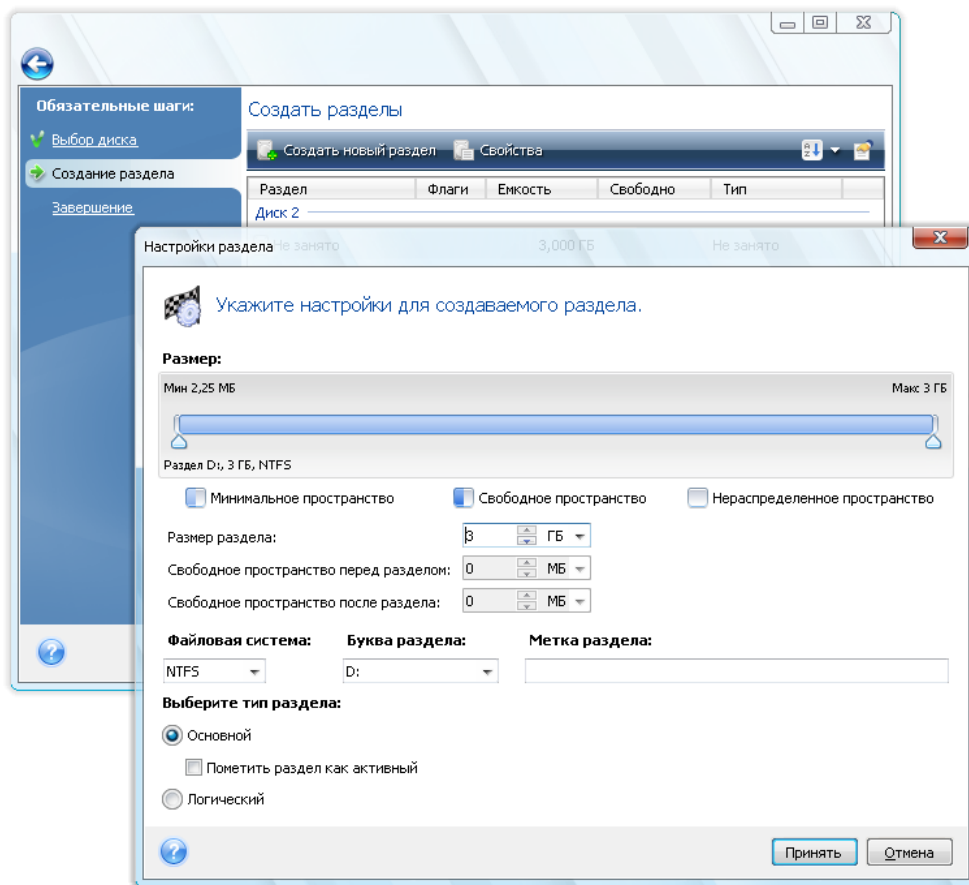 Обязательные шаги:
Выбор диска
Создание раздела
Завершение
Создать разделы
Создать новый раздел Свойства
Раздел Флаги Емкость Свободно Тип
Диск 2
Не занято 3,000 ГБ Не занято
Настройки раздела
Укажите настройки для создаваемого раздела.
Размер:
Мин 2,25 МБ Макс 3 ГБ
Раздел D:, 3 ГБ, NTFS
Минимальное пространство Свободное пространство Нераспределенное пространство
Размер раздела: 3 ГБ
Свободное пространство перед разделом: 0 МБ
Свободное пространство после раздела: 0 МБ
Файловая система: Буква раздела: Метка раздела:
NTFS D:
Выберите тип раздела:
Основной
Пометить раздел как активный
Логический
Принять Отмена